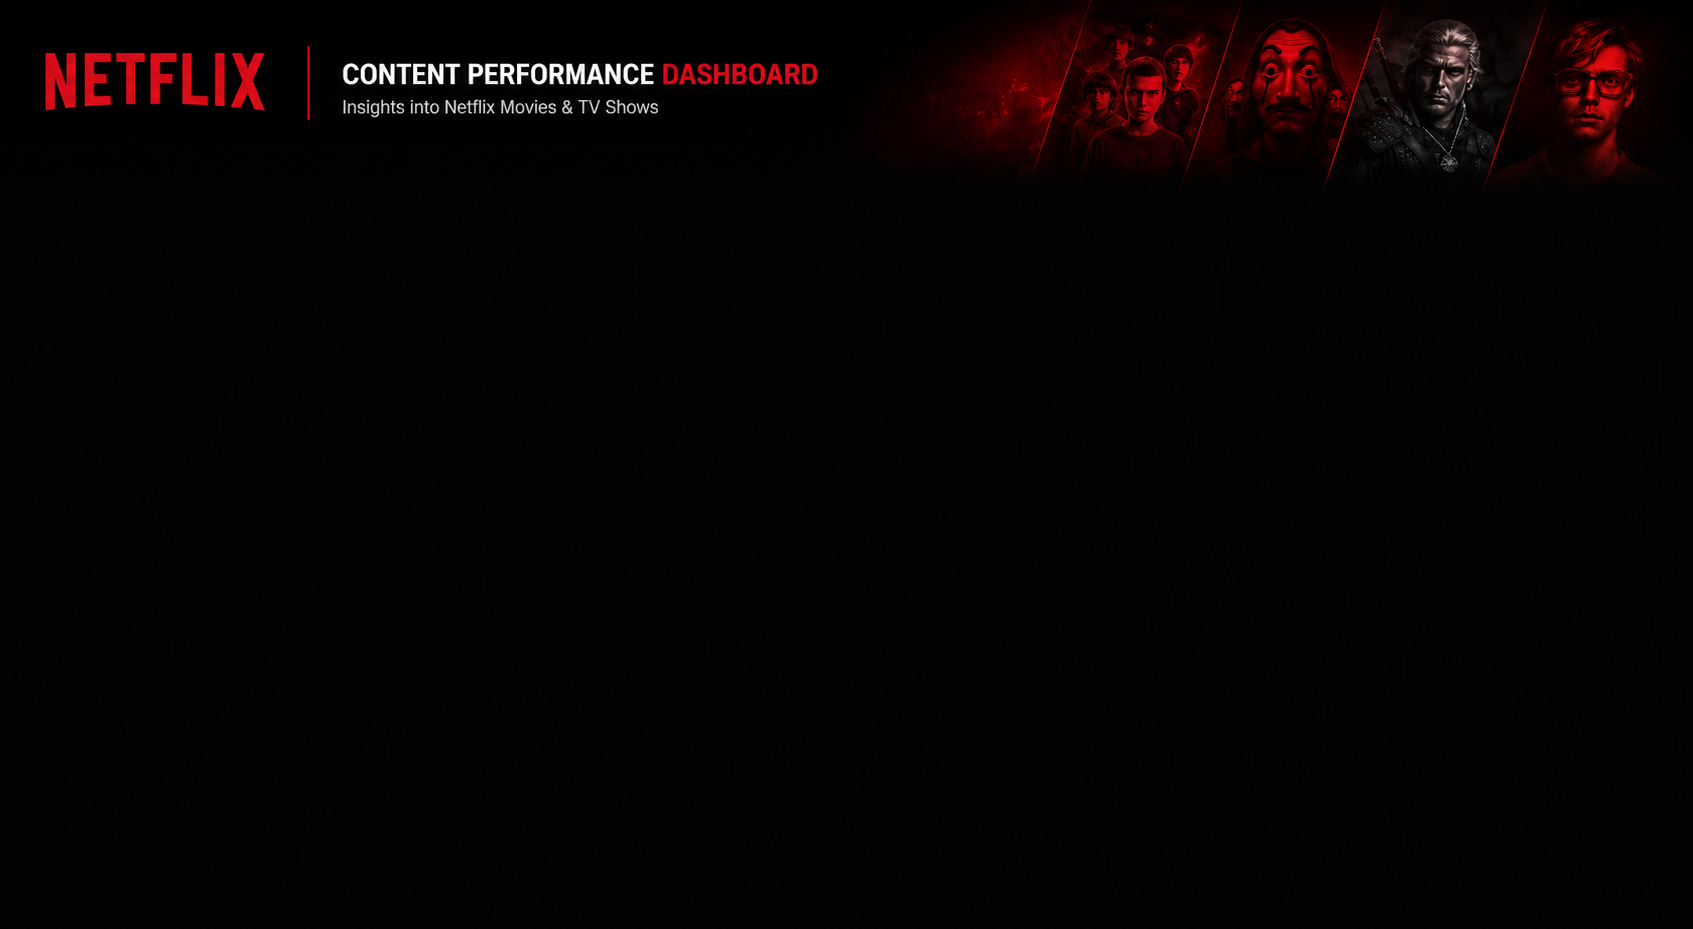 NETFLIX
CONTENT PERFORMANCE DASHBOARD
Insights into Netflix Movies & TV Shows